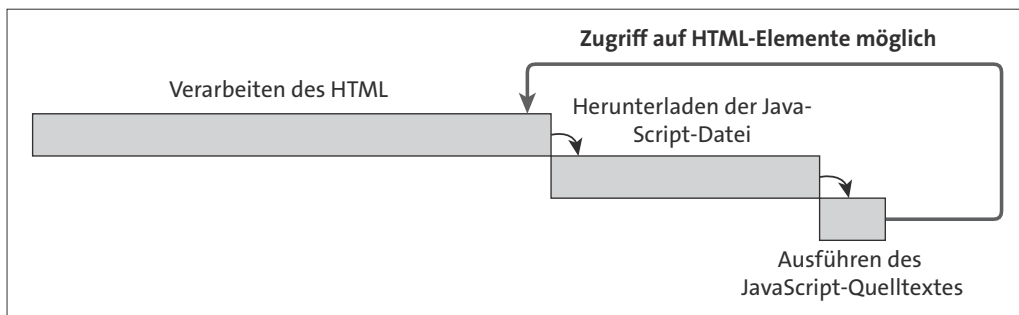 Zugriff auf HTML-Elemente möglich
Verarbeiten des HTML
Herunterladen der Java-
Script-Datei
Ausführen des
JavaScript-Quelltextes